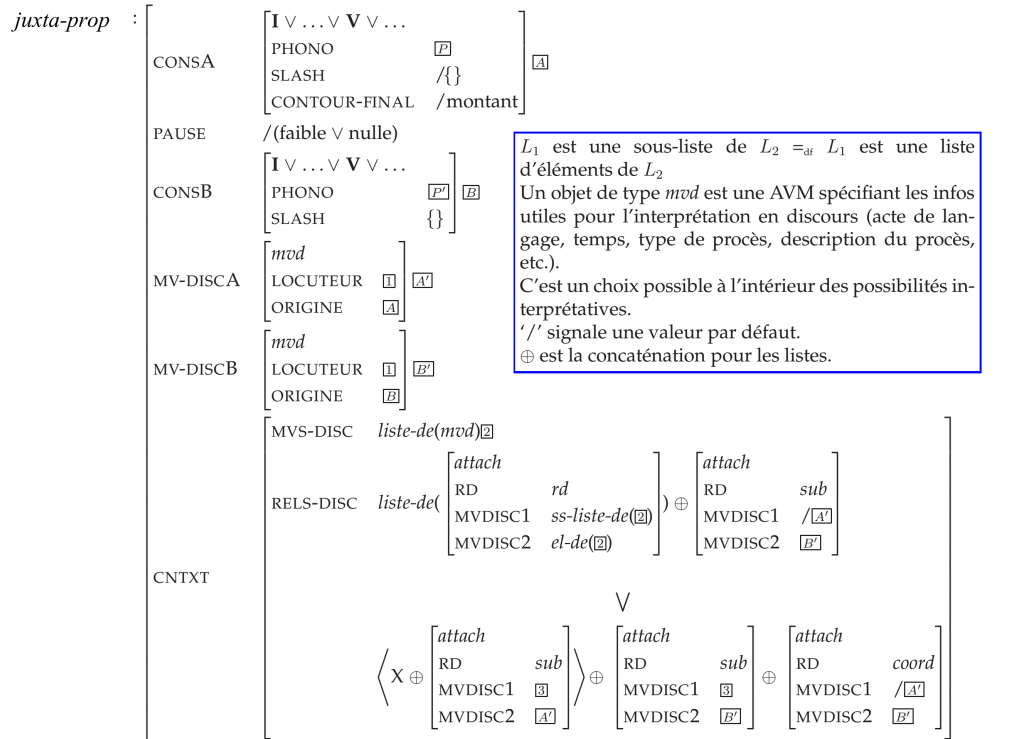 juxta-prop :
CONSA [I ∨ … ∨ V ∨ …
PHONO P
SLASH /{}
CONTOUR-FINAL /montant] A
PAUSE /(faible ∨ nulle)
CONSB [I ∨ … ∨ V ∨ …
PHONO P'
SLASH {}] B
MV-DISCA [mvd
LOCUTEUR 1
ORIGINE A] A'
MV-DISCB [mvd
LOCUTEUR 1
ORIGINE B] B'
L₁ est une sous-liste de L₂ =df L₁ est une liste
d'éléments de L₂
Un objet de type mvd est une AVM spécifiant les infos
utiles pour l'interprétation en discours (acte de lan-
gage, temps, type de procès, description du procès,
etc.).
C'est un choix possible à l'intérieur des possibilités in-
terprétatives.
'/' signale une valeur par défaut.
⊕ est la concaténation pour les listes.
CNTXT
MVS-DISC liste-de(mvd)2
RELS-DISC liste-de( [attach
RD rd
MVDISC1 ss-liste-de(2)
MVDISC2 el-de(2)] ) ⊕ [attach
RD sub
MVDISC1 /A'
MVDISC2 B']
∨
⟨X ⊕ [attach
RD sub
MVDISC1 3
MVDISC2 A']⟩ ⊕ [attach
RD sub
MVDISC1 3
MVDISC2 B'] ⊕ [attach
RD coord
MVDISC1 /A'
MVDISC2 B']